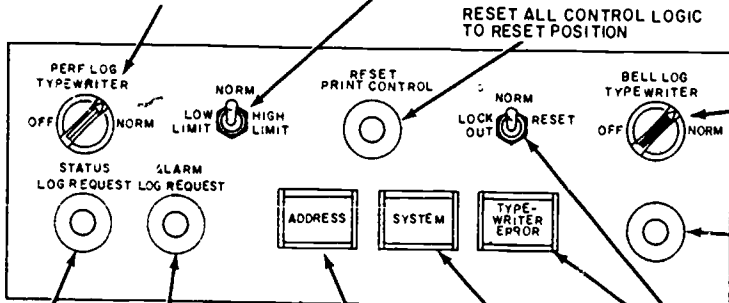 RESET ALL CONTROL LOGIC
TO RESET POSITION
PERF LOG
TYPEWRITER
OFF
NORM
NORM
LOW
LIMIT
HIGH
LIMIT
RESET
PRINT CONTROL
NORM
LOCK
OUT
RESET
BELL LOG
TYPEWRITER
OFF
NORM
STATUS
LOG REQUEST
ALARM
LOG REQUEST
ADDRESS
SYSTEM
TYPE-
WRITER
ERROR